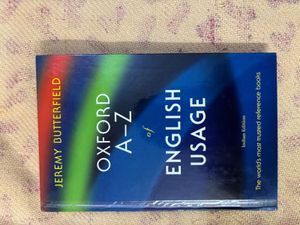 JEREMY BUTTERFIELD
OXFORD
A–Z
of
ENGLISH
USAGE
Indian Edition
The world's most trusted reference books